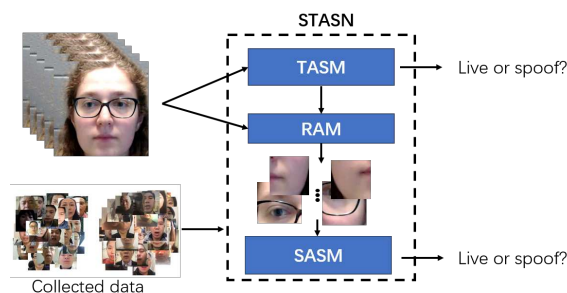 STASN
TASM
Live or spoof?
RAM
SASM
Live or spoof?
Collected data